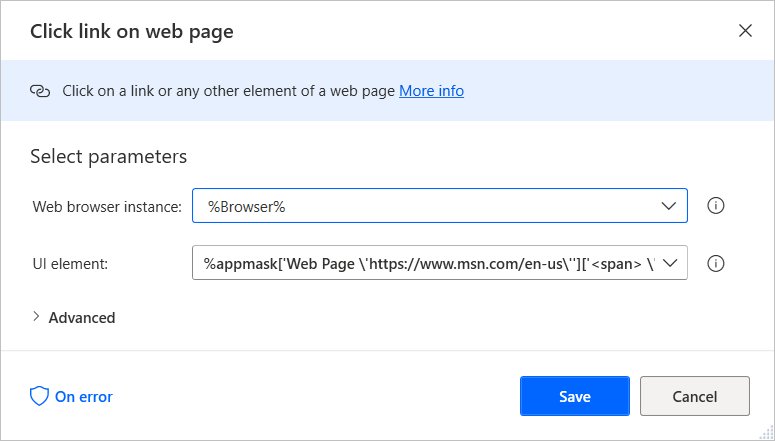 Click link on web page
Click on a link or any other element of a web page More info
Select parameters
Web browser instance: %Browser%
UI element: %appmask['Web Page \'https://www.msn.com/en-us\'']['<span> \'
Advanced
On error Save Cancel